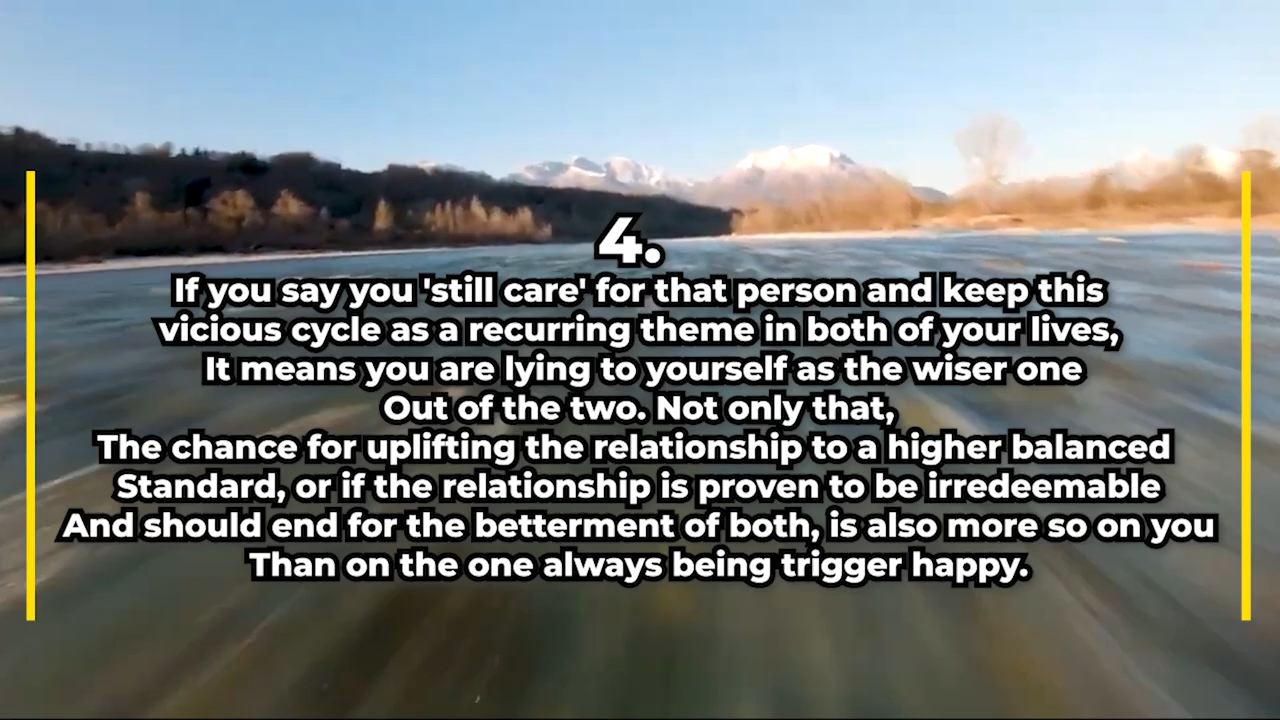 4.
If you say you 'still care' for that person and keep this
vicious cycle as a recurring theme in both of your lives,
It means you are lying to yourself as the wiser one
Out of the two. Not only that,
The chance for uplifting the relationship to a higher balanced
Standard, or if the relationship is proven to be irredeemable
And should end for the betterment of both, is also more so on you
Than on the one always being trigger happy.